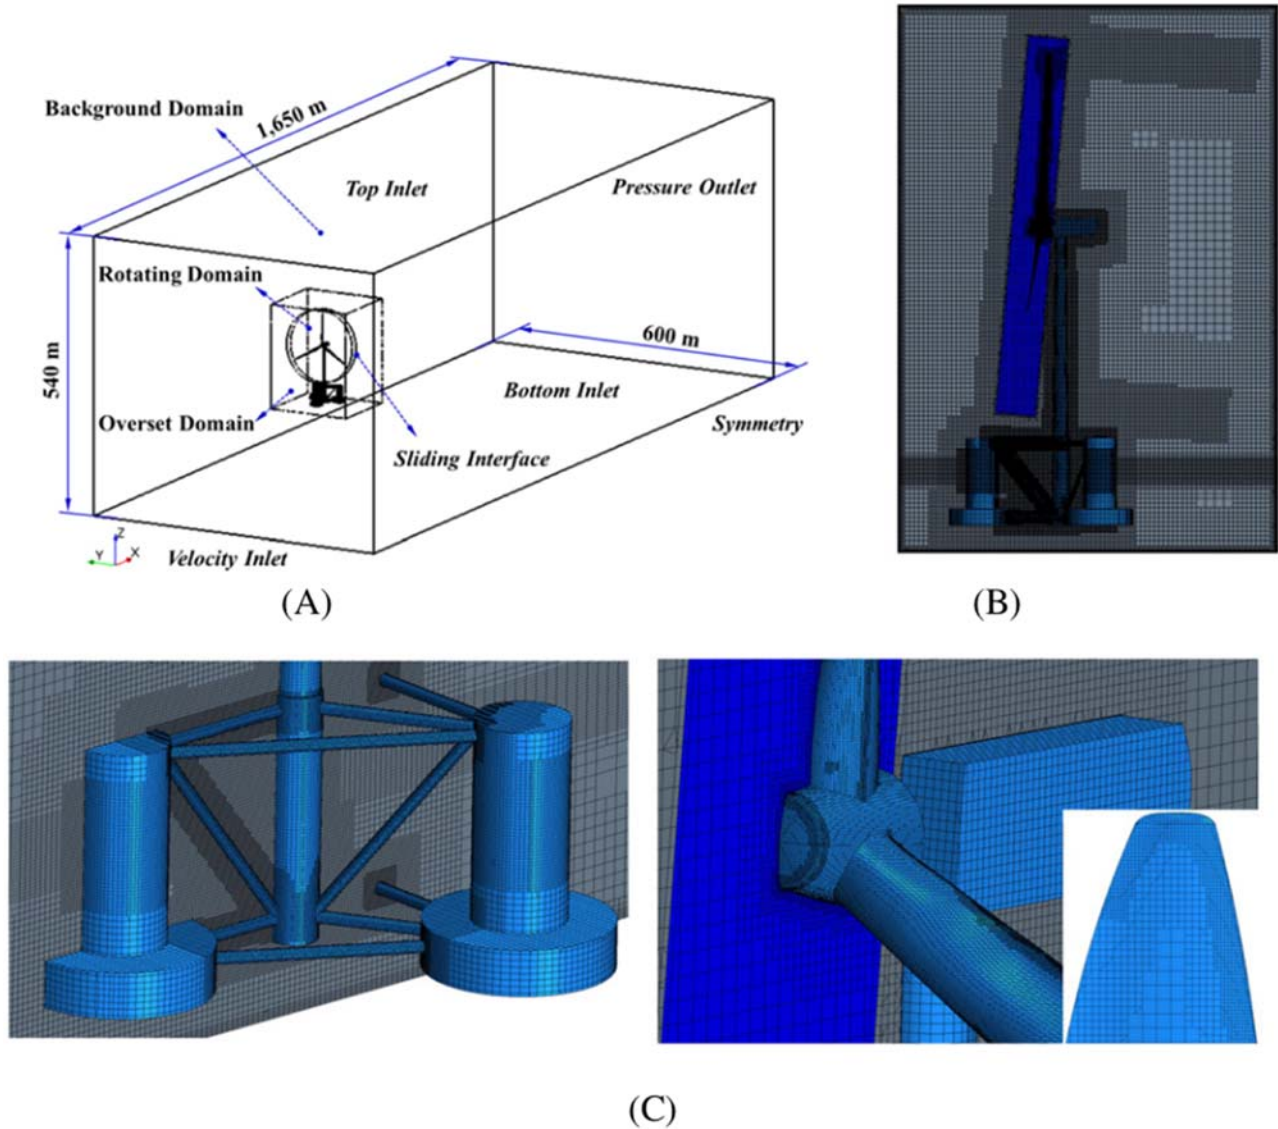 Background Domain
1,650 m
Top Inlet
Pressure Outlet
Rotating Domain
600 m
540 m
Bottom Inlet
Overset Domain
Symmetry
Sliding Interface
Z
Y
X
Velocity Inlet
(A)
(B)
(C)